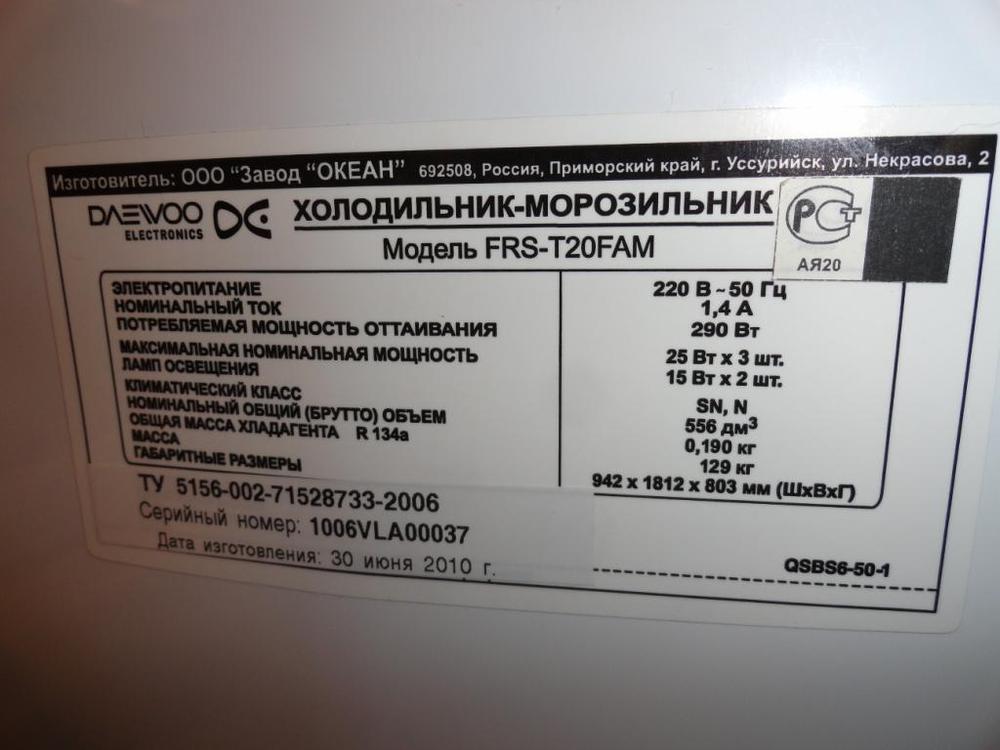 Изготовитель: ООО "Завод "ОКЕАН" 692508, Россия, Приморский край, г. Уссурийск, ул. Некрасова, 2
DAEWOO
ELECTRONICS
ХОЛОДИЛЬНИК-МОРОЗИЛЬНИК
Модель FRS-T20FAM
РСТ
АЯ20
ЭЛЕКТРОПИТАНИЕ 220 В ~ 50 Гц
НОМИНАЛЬНЫЙ ТОК 1,4 А
ПОТРЕБЛЯЕМАЯ МОЩНОСТЬ ОТТАИВАНИЯ 290 Вт
МАКСИМАЛЬНАЯ НОМИНАЛЬНАЯ МОЩНОСТЬ 25 Вт х 3 шт.
ЛАМП ОСВЕЩЕНИЯ 15 Вт х 2 шт.
КЛИМАТИЧЕСКИЙ КЛАСС SN, N
НОМИНАЛЬНЫЙ ОБЩИЙ (БРУТТО) ОБЪЕМ 556 дм³
ОБЩАЯ МАССА ХЛАДАГЕНТА R 134a 0,190 кг
МАССА 129 кг
ГАБАРИТНЫЕ РАЗМЕРЫ 942 х 1812 х 803 мм (ШхВхГ)
ТУ 5156-002-71528733-2006
Серийный номер: 1006VLA00037
Дата изготовления: 30 июня 2010 г.
QSBS6-50-1